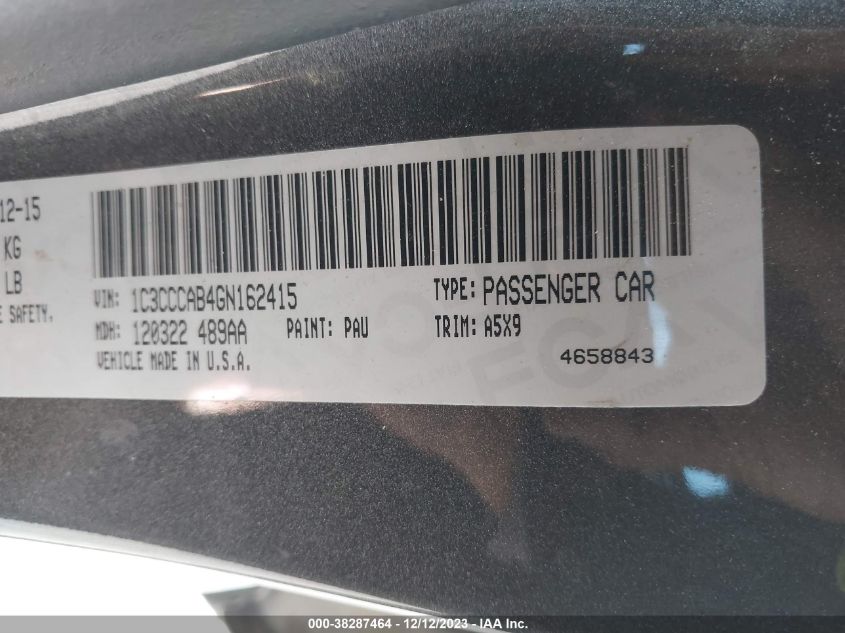 12-15
KG
LB
E SAFETY.
VIN: 1C3CCCAB4GN162415
TYPE: PASSENGER CAR
MDH: 120322 489AA
PAINT: PAU
TRIM: A5X9
VEHICLE MADE IN U.S.A.
4658843
000-38287464 - 12/12/2023 - IAA Inc.